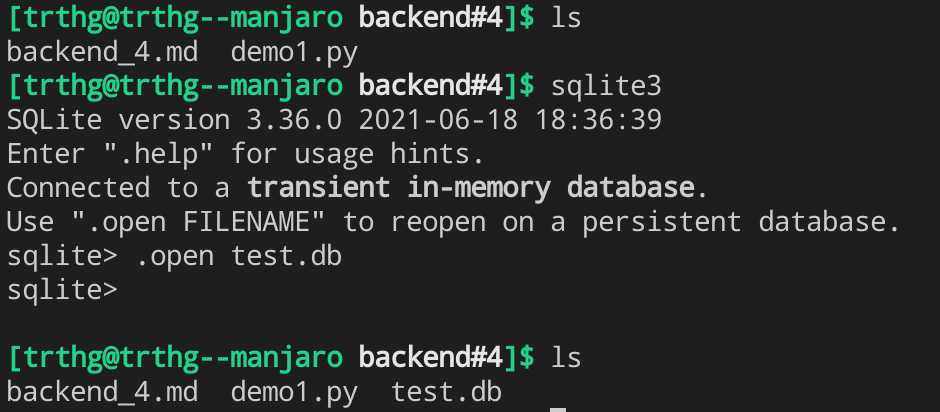 [trthg@trthg--manjaro backend#4]$ ls
backend_4.md  demo1.py
[trthg@trthg--manjaro backend#4]$ sqlite3
SQLite version 3.36.0 2021-06-18 18:36:39
Enter ".help" for usage hints.
Connected to a transient in-memory database.
Use ".open FILENAME" to reopen on a persistent database.
sqlite> .open test.db
sqlite>
[trthg@trthg--manjaro backend#4]$ ls
backend_4.md  demo1.py  test.db